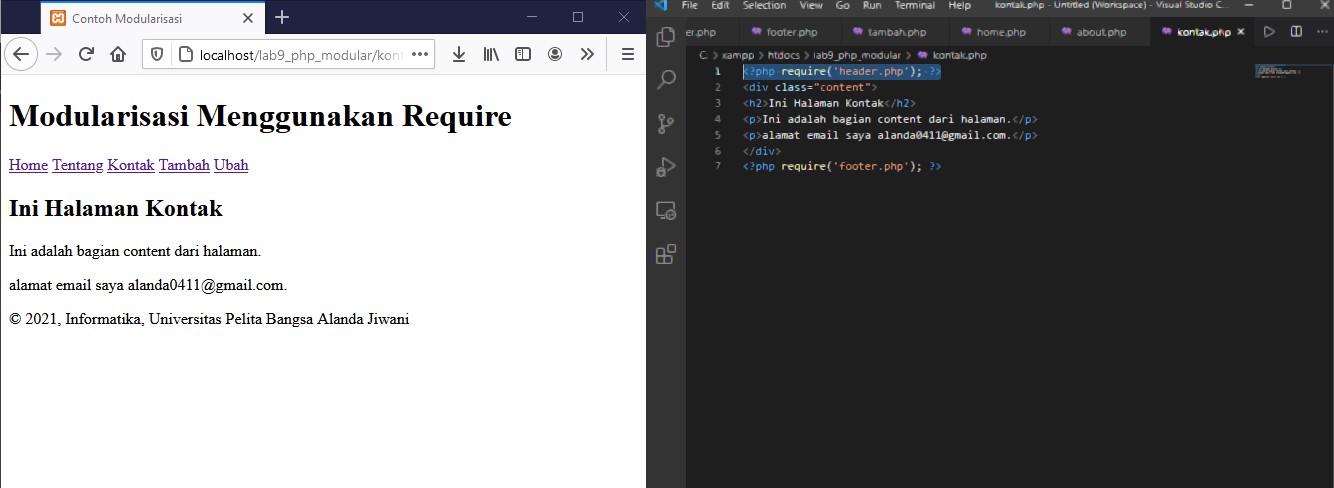 Contoh Modularisasi
localhost/lab9_php_modular/kont
Modularisasi Menggunakan Require
Home Tentang Kontak Tambah Ubah
Ini Halaman Kontak
Ini adalah bagian content dari halaman.
alamat email saya alanda0411@gmail.com.
© 2021, Informatika, Universitas Pelita Bangsa Alanda Jiwani
File Edit Selection View Go Run Terminal Help kontak.php - Untitled (Workspace) - Visual Studio C...
er.php footer.php tambah.php home.php about.php kontak.php
C: > xampp > htdocs > lab9_php_modular > kontak.php
1 <?php require('header.php'); ?>
2 <div class="content">
3 <h2>Ini Halaman Kontak</h2>
4 <p>Ini adalah bagian content dari halaman.</p>
5 <p>alamat email saya alanda0411@gmail.com.</p>
6 </div>
7 <?php require('footer.php'); ?>